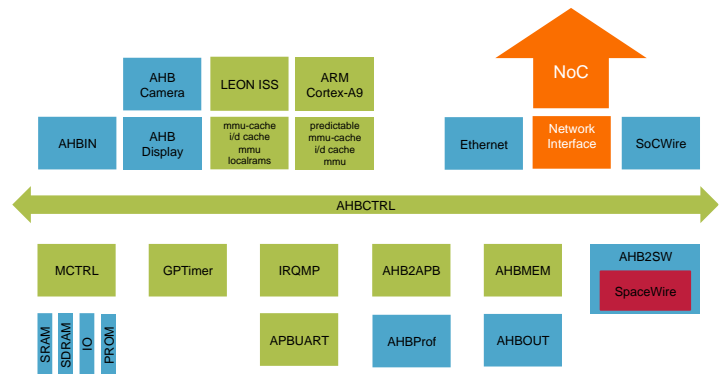 NoC
AHB
Camera
LEON ISS
ARM
Cortex-A9
AHBIN
AHB
Display
mmu-cache
i/d cache
mmu
localrams
predictable
mmu-cache
i/d cache
mmu
Ethernet
Network
Interface
SoCWire
AHBCTRL
MCTRL
GPTimer
IRQMP
AHB2APB
AHBMEM
AHB2SW
SpaceWire
SRAM
SDRAM
IO
PROM
APBUART
AHBProf
AHBOUT